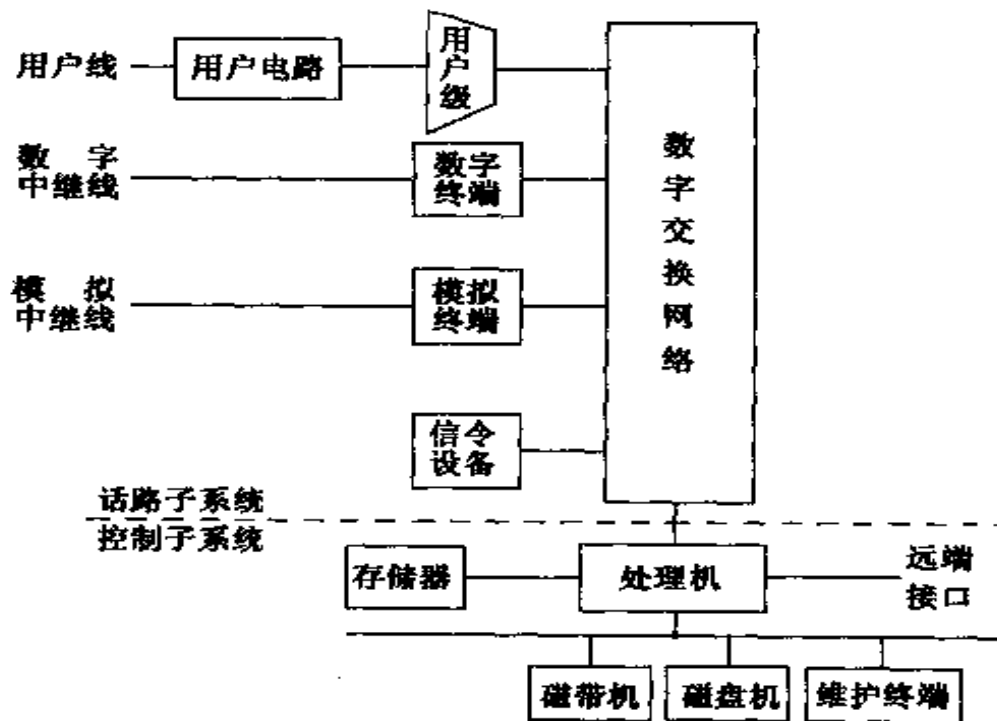 用户线
用户电路
用户级
数字
中继线
数字
终端
数字交换网络
模拟
中继线
模拟
终端
信令
设备
话路子系统
控制子系统
存储器
处理机
远端
接口
磁带机
磁盘机
维护终端